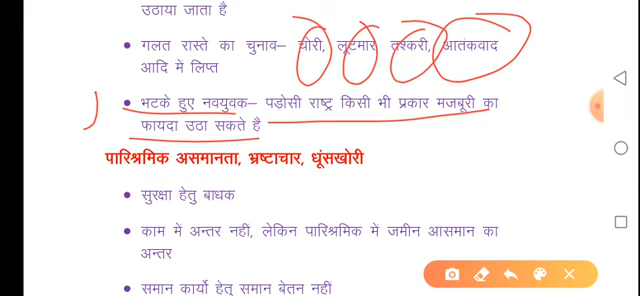 उठाया जाता है
गलत रास्ते का चुनाव– चोरी, लूटमार तश्करी, आतंकवाद
आदि में लिप्त
भटके हुए नवयुवक– पड़ोसी राष्ट्र किसी भी प्रकार मजबूरी का
फायदा उठा सकते हैं
पारिश्रमिक असमानता, भ्रष्टाचार, धूंसखोरी
सुरक्षा हेतु बाधक
काम में अन्तर नहीं, लेकिन पारिश्रमिक में जमीन आसमान का
अन्तर
समान कार्यो हेतु समान बेतन नहीं